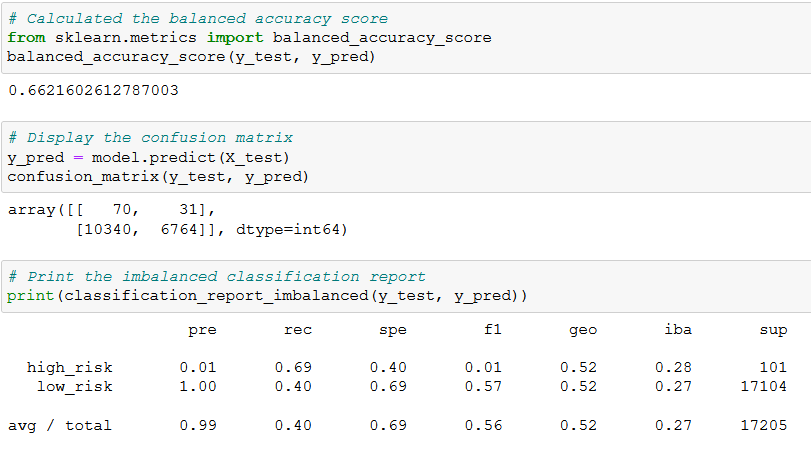 # Calculated the balanced accuracy score
from sklearn.metrics import balanced_accuracy_score
balanced_accuracy_score(y_test, y_pred)
0.6621602612787003
# Display the confusion matrix
y_pred = model.predict(X_test)
confusion_matrix(y_test, y_pred)
array([[   70,    31],
       [10340,  6764]], dtype=int64)
# Print the imbalanced classification report
print(classification_report_imbalanced(y_test, y_pred))
pre rec spe f1 geo iba sup
high_risk 0.01 0.69 0.40 0.01 0.52 0.28 101
low_risk 1.00 0.40 0.69 0.57 0.52 0.27 17104
avg / total 0.99 0.40 0.69 0.56 0.52 0.27 17205